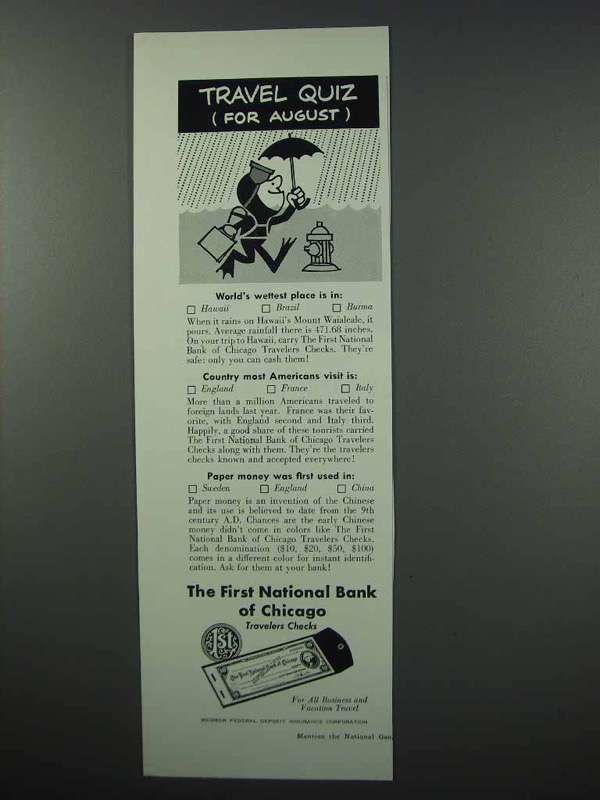 TRAVEL QUIZ
(FOR AUGUST)
World's wettest place is in:
Hawaii Brazil Burma
When it rains on Hawaii's Mount Waialeale, it
pours. Average rainfall there is 471.68 inches.
On your trip to Hawaii, carry The First National
Bank of Chicago Travelers Checks. They're
safe: only you can cash them!
Country most Americans visit is:
England France Italy
More than a million Americans traveled to
foreign lands last year. France was their fav-
orite, with England second and Italy third.
Happily, a good share of these tourists carried
The First National Bank of Chicago Travelers
Checks along with them. They're the travelers
checks known and accepted everywhere!
Paper money was first used in:
Sweden England China
Paper money is an invention of the Chinese
and its use is believed to date from the 9th
century A.D. Chances are the early Chinese
money didn't come in colors like The First
National Bank of Chicago Travelers Checks.
Each denomination ($10, $20, $50, $100)
comes in a different color for instant identifi-
cation. Ask for them at your bank!
The First National Bank
of Chicago
Travelers Checks
1st
The First National Bank of Chicago
For All Business and
Vacation Travel
MEMBER FEDERAL DEPOSIT INSURANCE CORPORATION
Mention the National Geo